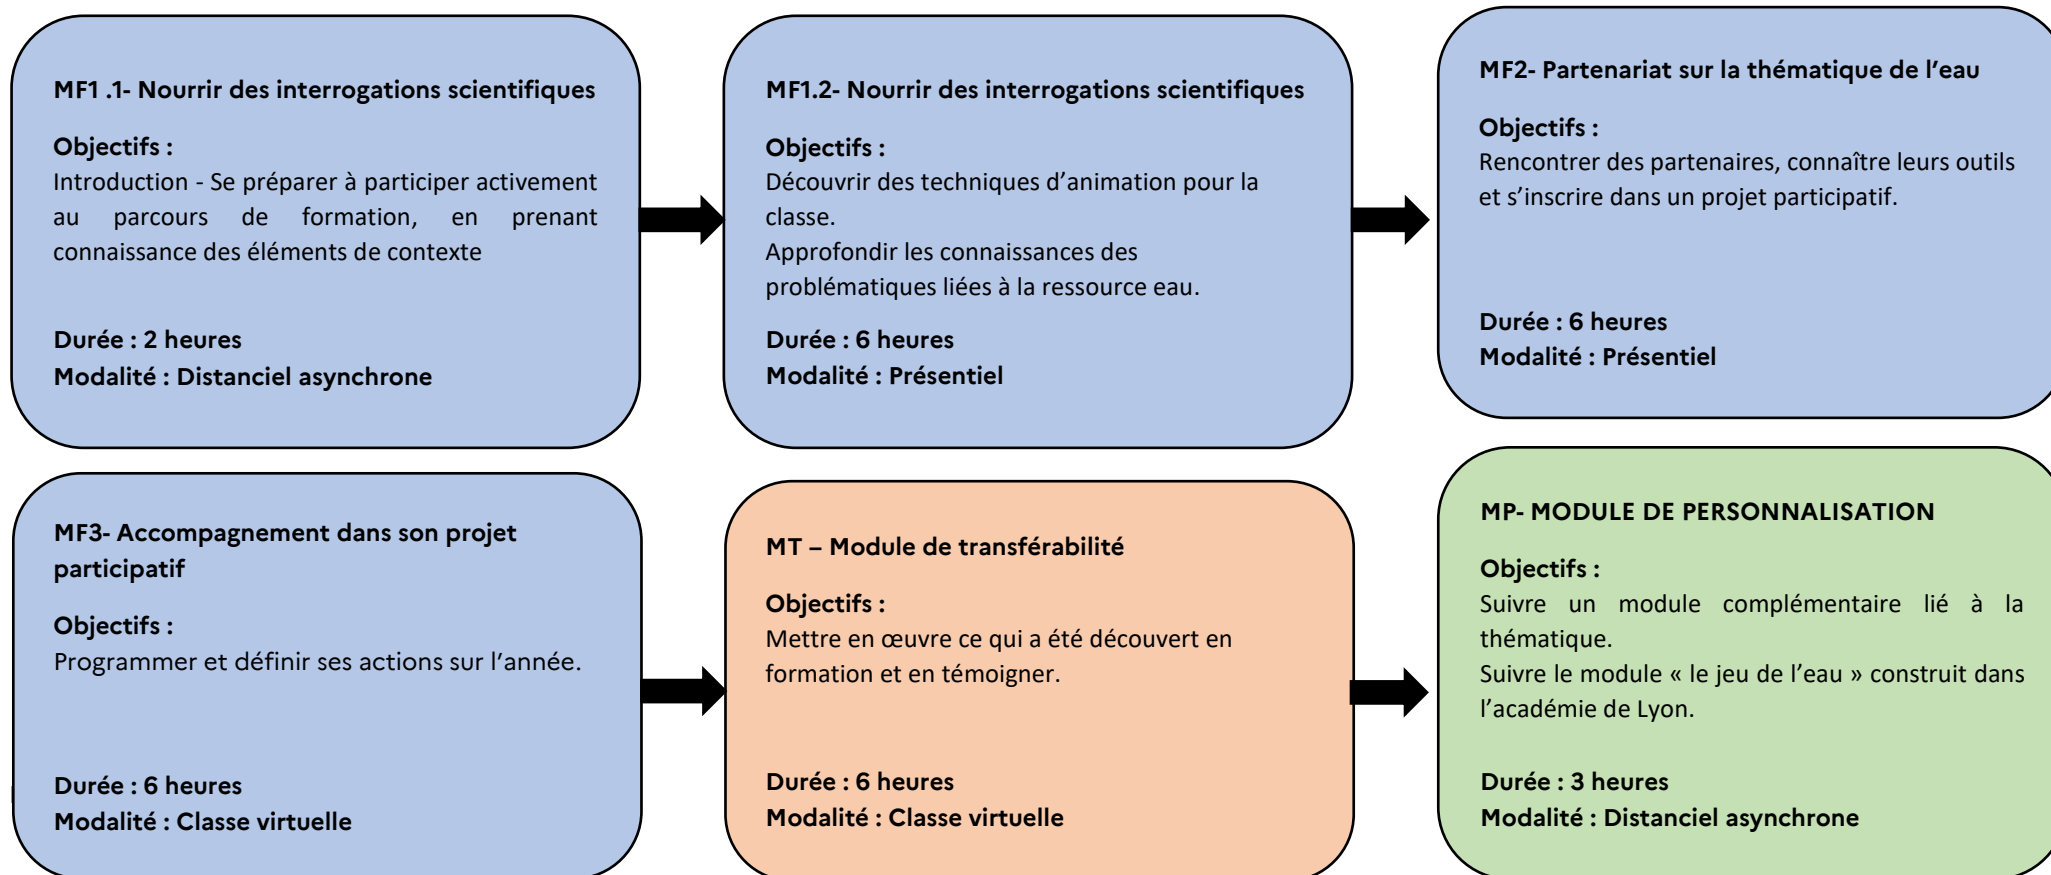 MF1 .1- Nourrir des interrogations scientifiques
Objectifs :
Introduction - Se préparer à participer activement
au parcours de formation, en prenant
connaissance des éléments de contexte
Durée : 2 heures
Modalité : Distanciel asynchrone
MF1.2- Nourrir des interrogations scientifiques
Objectifs :
Découvrir des techniques d’animation pour la
classe.
Approfondir les connaissances des
problématiques liées à la ressource eau.
Durée : 6 heures
Modalité : Présentiel
MF2- Partenariat sur la thématique de l’eau
Objectifs :
Rencontrer des partenaires, connaître leurs outils
et s’inscrire dans un projet participatif.
Durée : 6 heures
Modalité : Présentiel
MF3- Accompagnement dans son projet
participatif
Objectifs :
Programmer et définir ses actions sur l’année.
Durée : 6 heures
Modalité : Classe virtuelle
MT – Module de transférabilité
Objectifs :
Mettre en œuvre ce qui a été découvert en
formation et en témoigner.
Durée : 6 heures
Modalité : Classe virtuelle
MP- MODULE DE PERSONNALISATION
Objectifs :
Suivre un module complémentaire lié à la
thématique.
Suivre le module « le jeu de l’eau » construit dans
l’académie de Lyon.
Durée : 3 heures
Modalité : Distanciel asynchrone